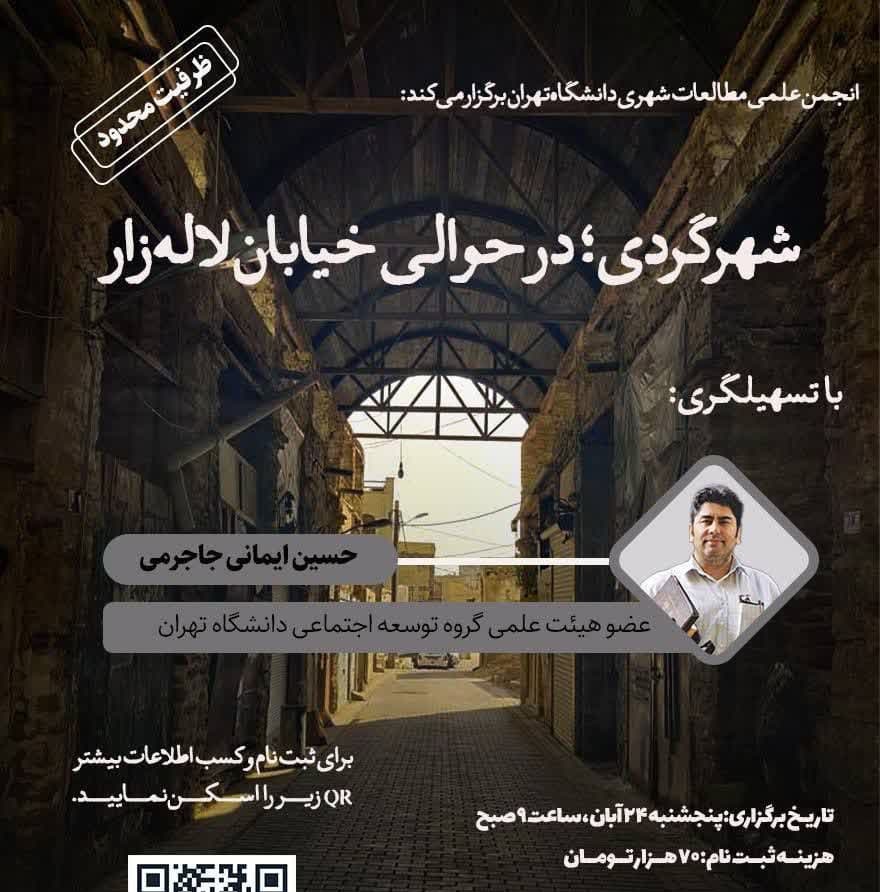 انجمن علمی مطالعات شهری دانشگاه تهران برگزار می کند:
ظرفیت محدود
شهرگردی؛ در حوالی خیابان لاله زار
با تسهیلگری:
حسین ایمانی جاجرمی
عضو هیئت علمی گروه توسعه اجتماعی دانشگاه تهران
برای ثبت نام و کسب اطلاعات بیشتر
QR زیر را اسکن نمایید.
تاریخ برگزاری: پنجشنبه ۲۴ آبان، ساعت ۹ صبح
هزینه ثبت نام: ۷۰ هزار تومان